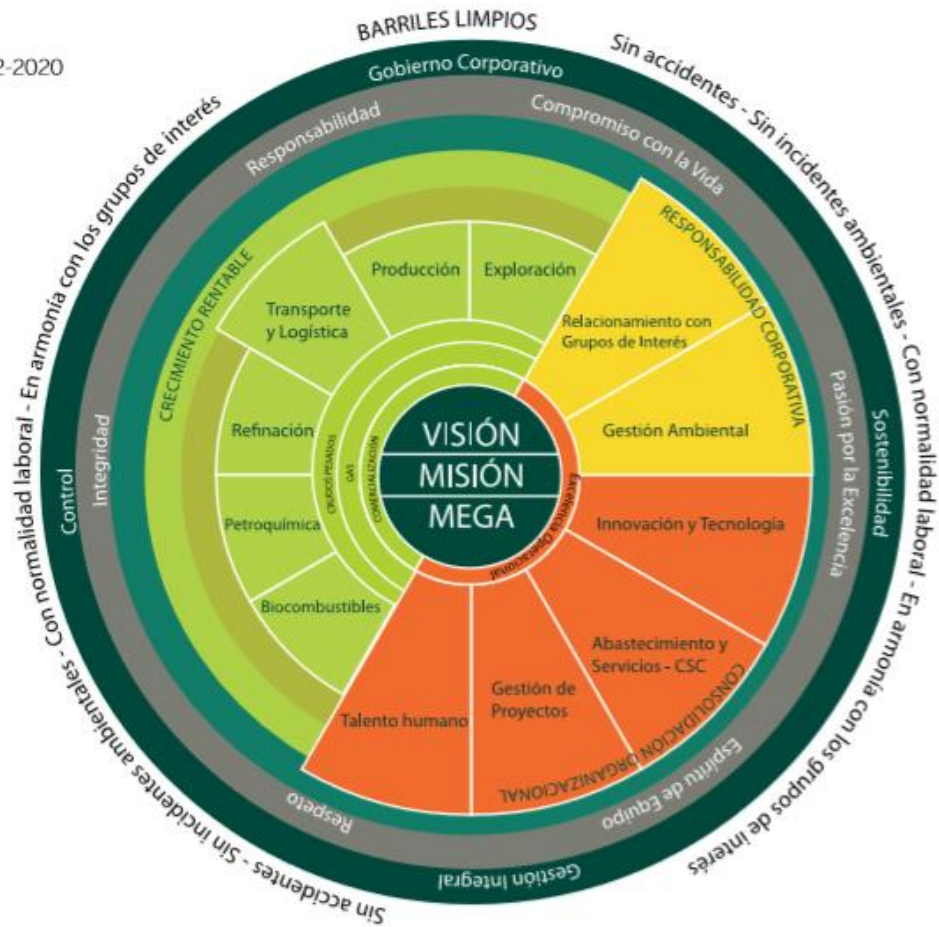 2-2020
BARRILES LIMPIOS
Sin accidentes - Sin incidentes ambientales - Con normalidad laboral - En armonía con los grupos de interés
Sin accidentes - Sin incidentes ambientales - Con normalidad laboral - En armonia con los grupos de interés
Gobierno Corporativo
Sostenibilidad
Gestión Integral
Control
Responsabilidad
Compromiso con la Vida
Pasión por la Excelencia
Espíritu de Equipo
Respeto
Integridad
CRECIMIENTO RENTABLE
Transporte
y Logística
Producción
Exploración
Refinación
Petroquímica
Biocombustibles
CRUDOS PESADOS
GAS
COMERCIALIZACIÓN
RESPONSABILIDAD CORPORATIVA
Relacionamiento con
Grupos de Interés
Gestión Ambiental
CONSOLIDACIÓN ORGANIZACIONAL
Innovación y Tecnología
Abastecimiento y
Servicios - CSC
Gestión de
Proyectos
Talento humano
Excelencia Operacional
VISIÓN
MISIÓN
MEGA